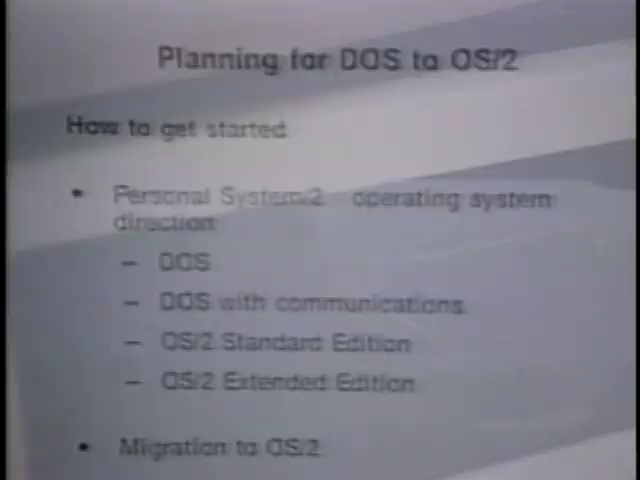 Planning for DOS to OS/2
How to get started
• Personal System/2 operating system
direction
– DOS
– DOS with communications
– OS/2 Standard Edition
– OS/2 Extended Edition
• Migration to OS/2